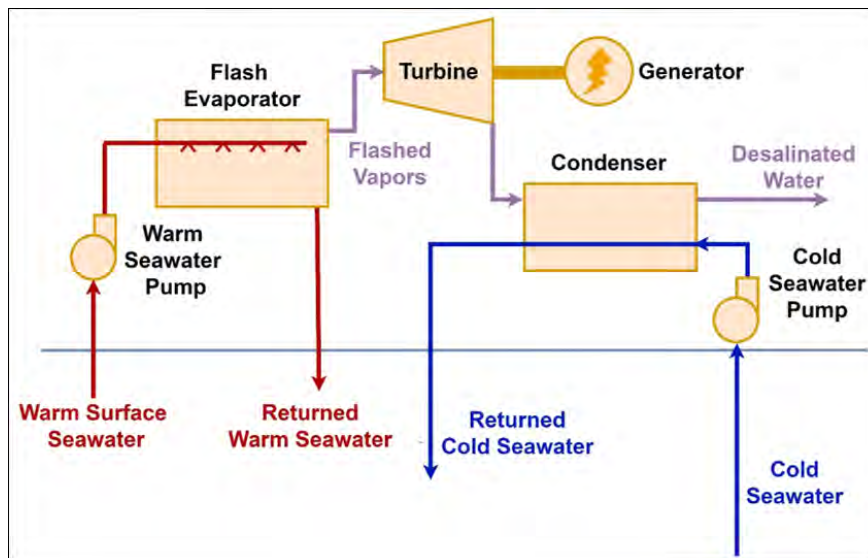 Flash
Evaporator
Turbine
Generator
Flashed
Vapors
Condenser
Desalinated
Water
Warm
Seawater
Pump
Cold
Seawater
Pump
Warm Surface
Seawater
Returned
Warm Seawater
Returned
Cold Seawater
Cold
Seawater